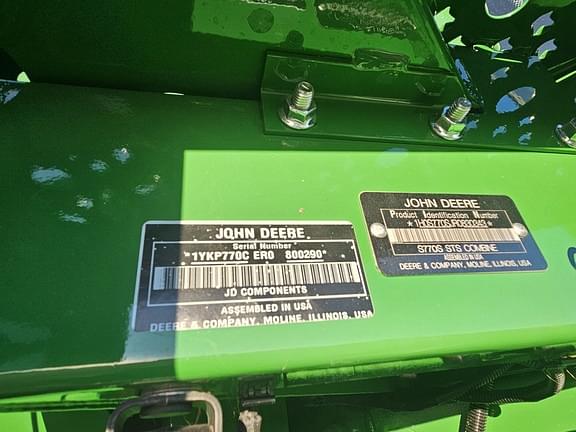 JOHN DEERE
Serial Number
*1YKP770C ER0 800290*
JD COMPONENTS
ASSEMBLED IN USA
DEERE & COMPANY, MOLINE, ILLINOIS, USA
JOHN DEERE
Product Identification Number
S770S STS COMBINE
ASSEMBLED IN USA
DEERE & COMPANY, MOLINE, ILLINOIS, USA